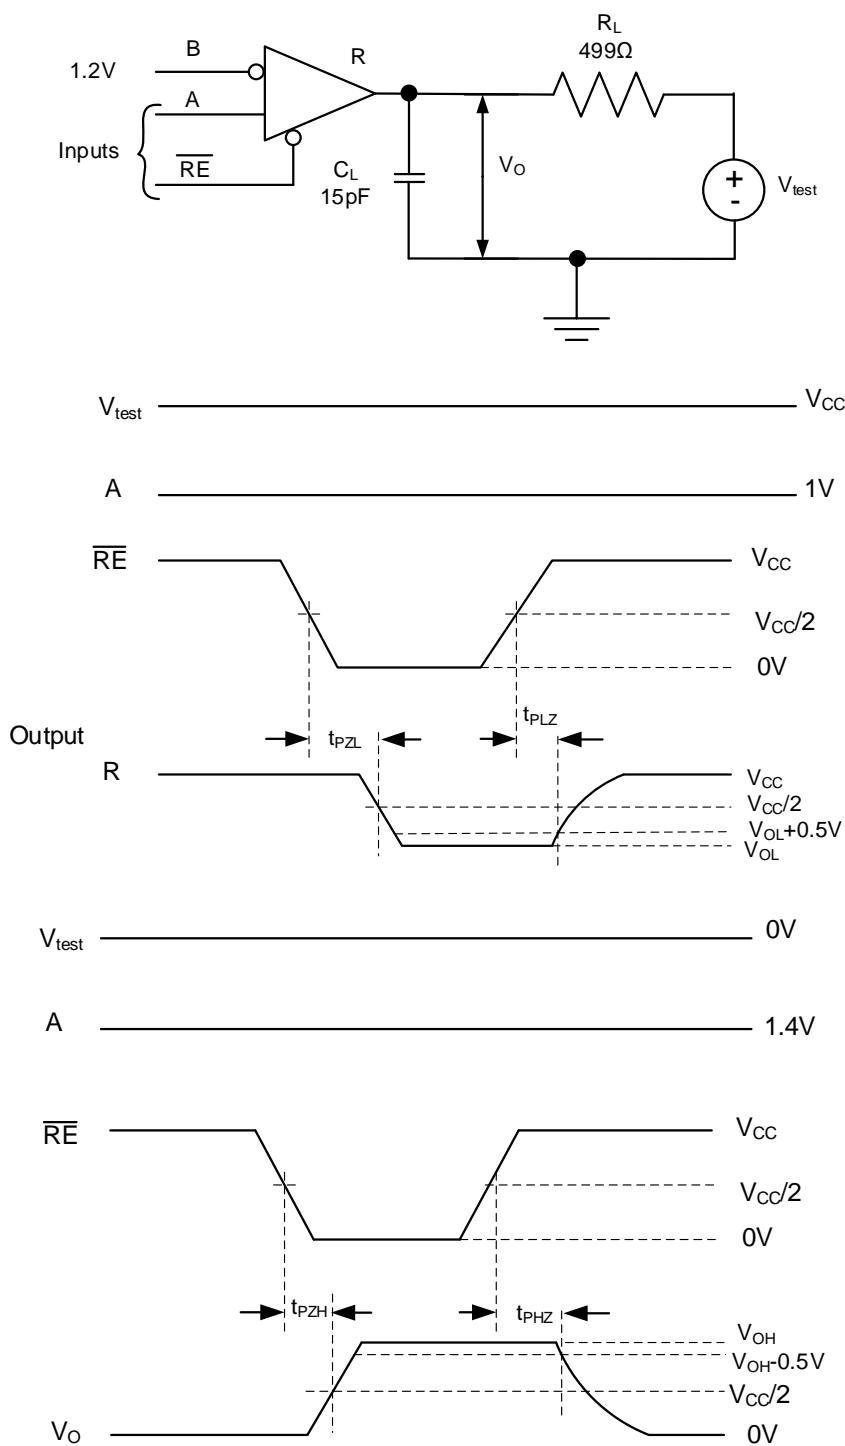 R_L
499Ω
B
R
1.2V
A
Inputs
RE
C_L
15pF
V_O
+
-
V_test
V_test
V_CC
A
1V
RE
V_CC
V_CC/2
0V
t_PLZ
Output
t_PZL
R
V_CC
V_CC/2
V_OL+0.5V
V_OL
V_test
0V
A
1.4V
RE
V_CC
V_CC/2
0V
t_PZH
t_PHZ
V_OH
V_OH-0.5V
V_CC/2
V_O
0V